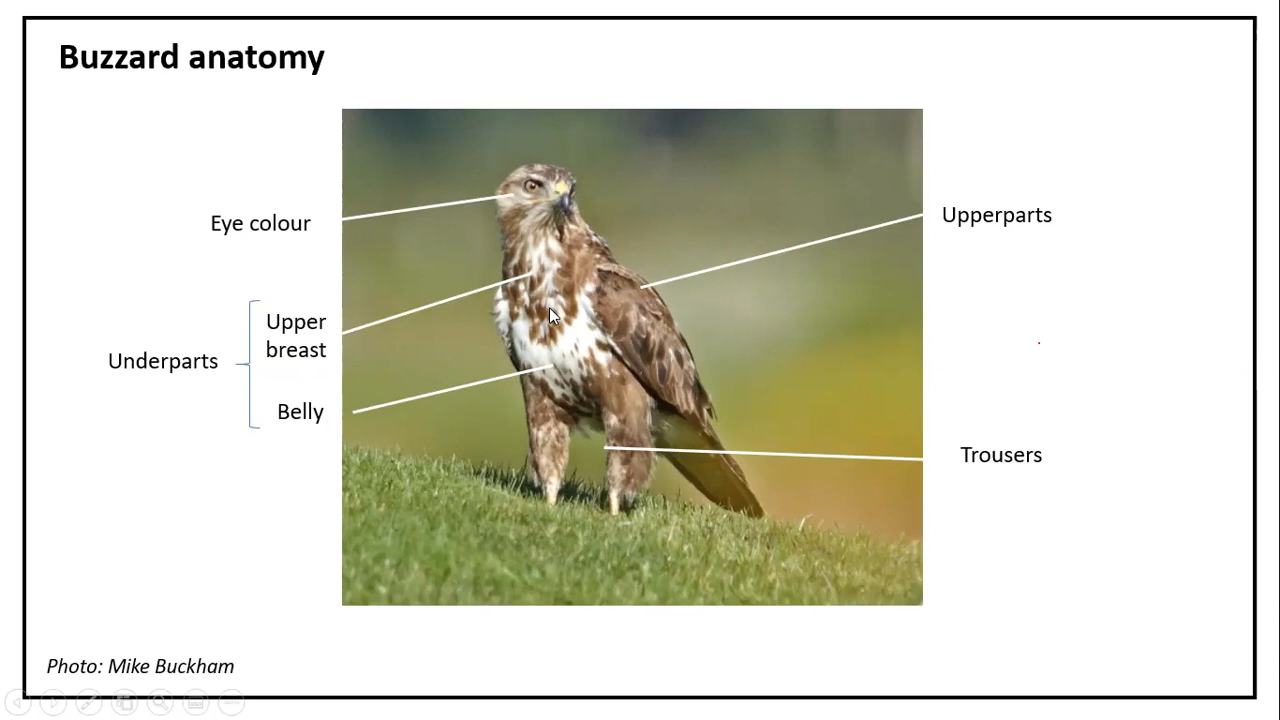 Buzzard anatomy
Eye colour
Upperparts
Upper
breast
Underparts
Belly
Trousers
Photo: Mike Buckham